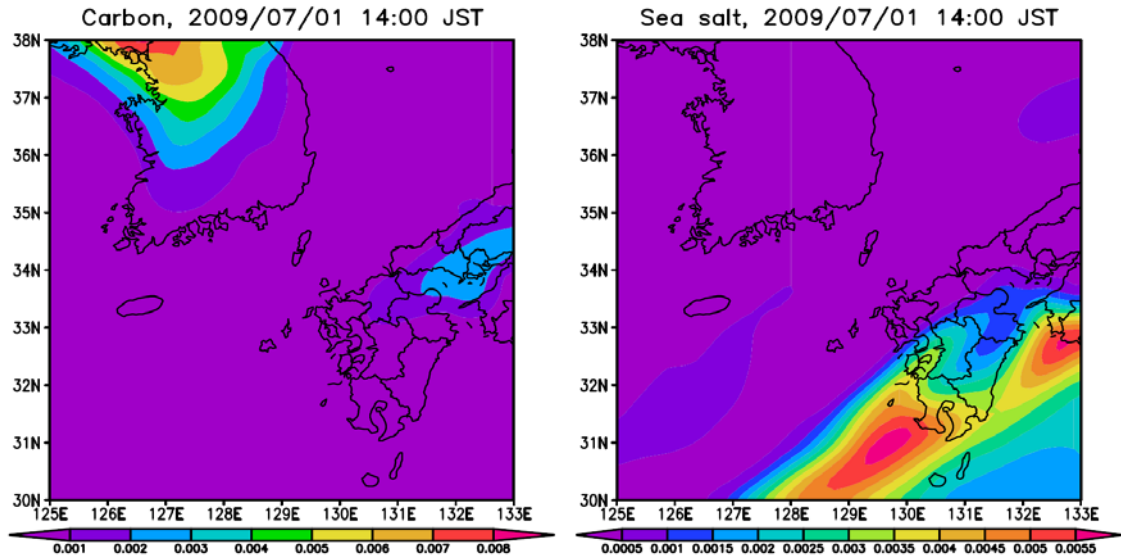 Carbon, 2009/07/01 14:00 JST
38N
37N
36N
35N
34N
33N
32N
31N
30N
125E 126E 127E 128E 129E 130E 131E 132E 133E
0.001 0.002 0.003 0.004 0.005 0.006 0.007 0.008
Sea salt, 2009/07/01 14:00 JST
38N
37N
36N
35N
34N
33N
32N
31N
30N
125E 126E 127E 128E 129E 130E 131E 132E 133E
0.0005 0.001 0.0015 0.002 0.0025 0.003 0.0035 0.004 0.0045 0.005 0.0055